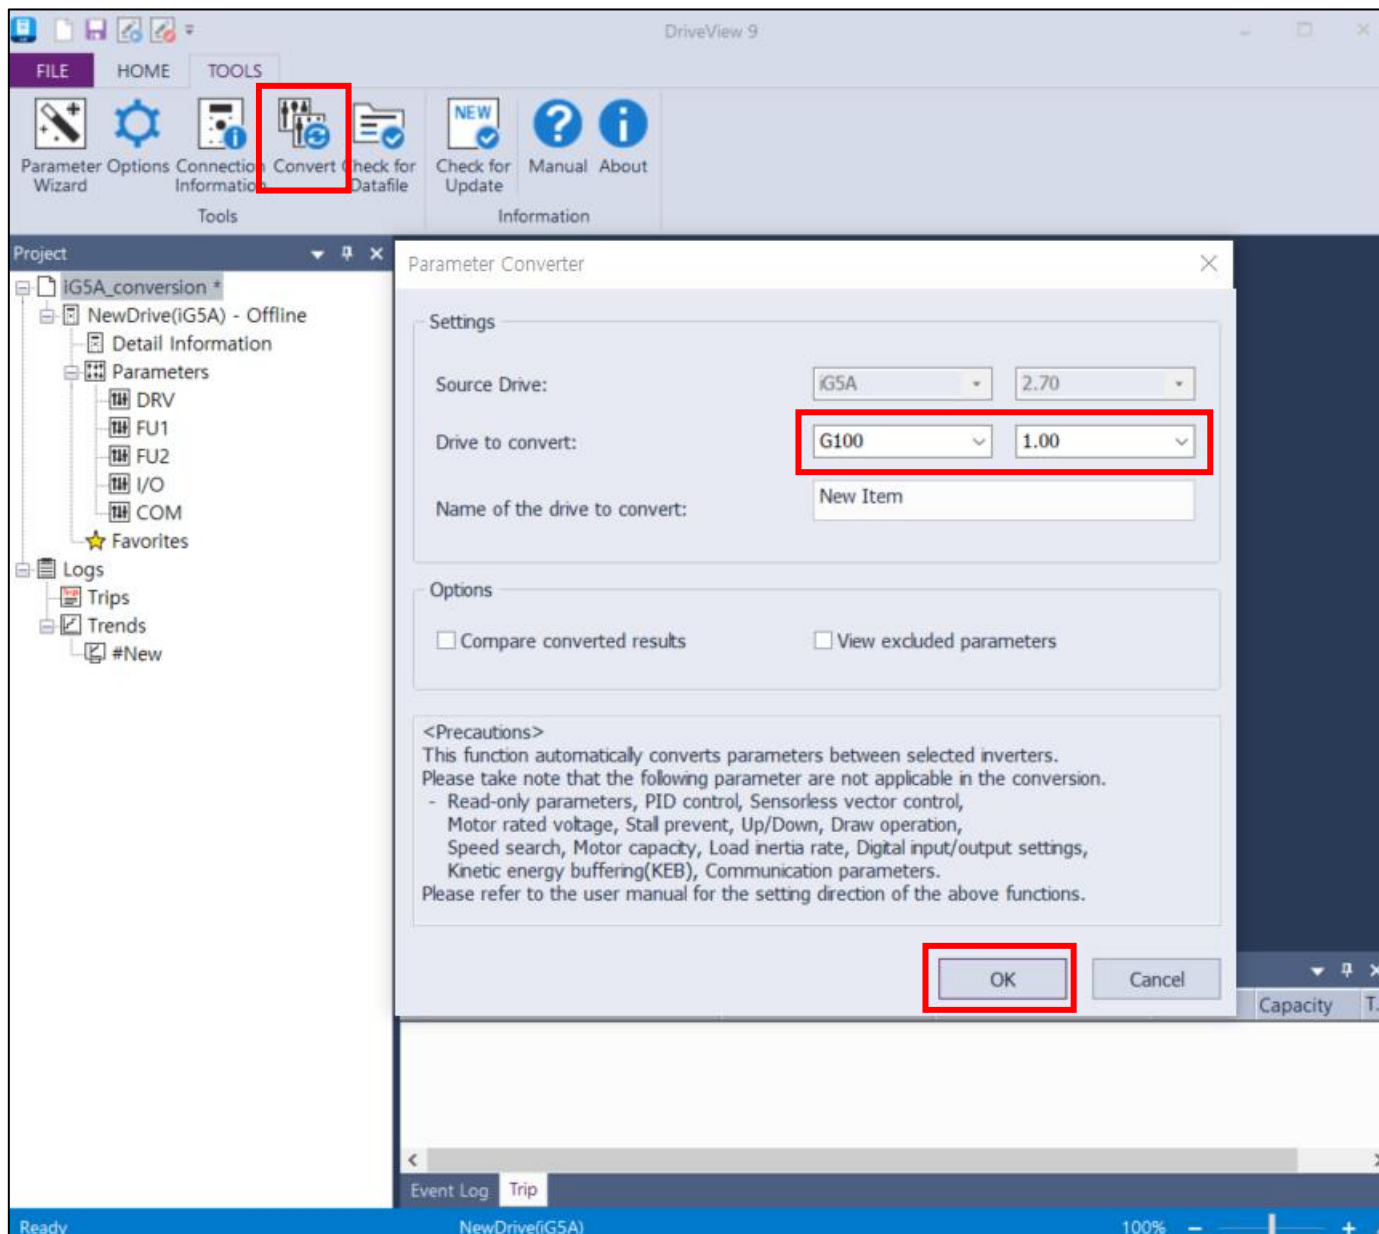 DriveView 9
FILE HOME TOOLS
Parameter Wizard
Options
Connection Information
Convert
Check for Datafile
NEW
Check for Update
Manual
About
Tools
Information
Project
iG5A_conversion *
NewDrive(iG5A) - Offline
Detail Information
Parameters
DRV
FU1
FU2
I/O
COM
Favorites
Logs
Trips
Trends
#New
Parameter Converter
Settings
Source Drive: iG5A 2.70
Drive to convert: G100 1.00
Name of the drive to convert: New Item
Options
Compare converted results View excluded parameters
<Precautions>
This function automatically converts parameters between selected inverters.
Please take note that the following parameter are not applicable in the conversion.
- Read-only parameters, PID control, Sensorless vector control,
Motor rated voltage, Stall prevent, Up/Down, Draw operation,
Speed search, Motor capacity, Load inertia rate, Digital input/output settings,
Kinetic energy buffering(KEB), Communication parameters.
Please refer to the user manual for the setting direction of the above functions.
OK Cancel
Capacity T.
Event Log Trip
Ready NewDrive(iG5A) 100%